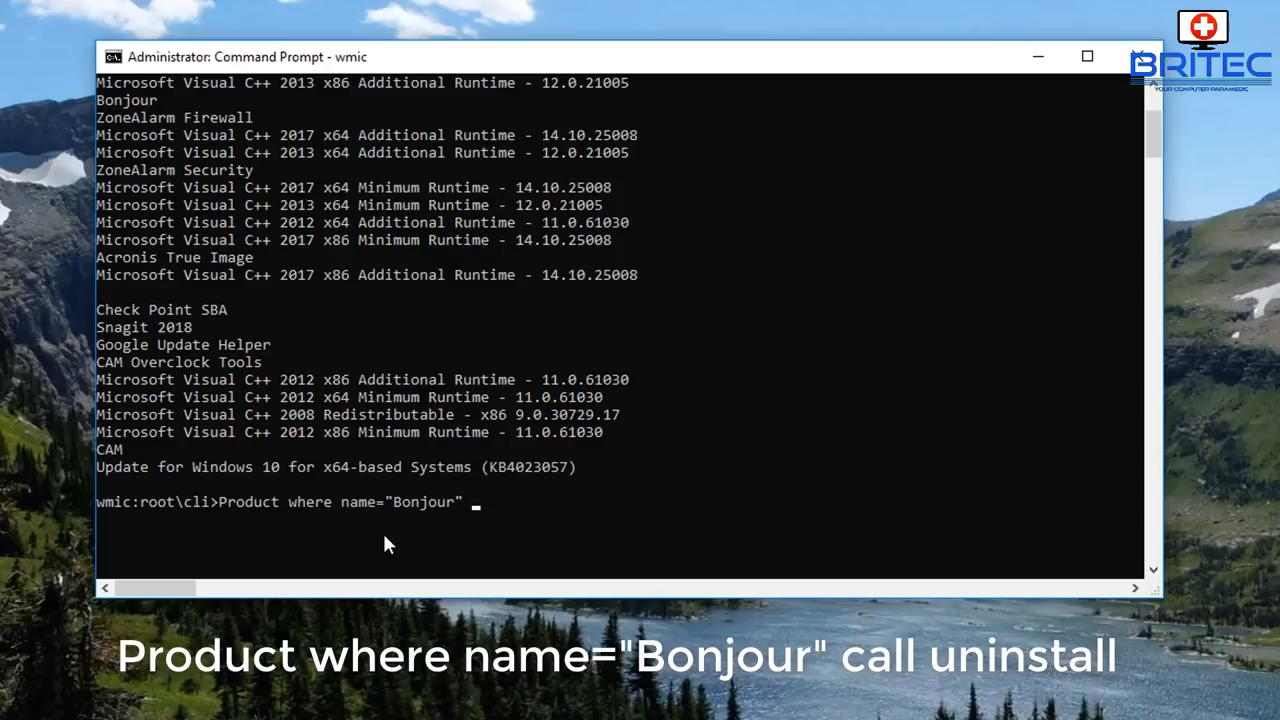 Administrator: Command Prompt - wmic
BRITEC
YOUR COMPUTER PARAMEDIC
Microsoft Visual C++ 2013 x86 Additional Runtime - 12.0.21005
Bonjour
ZoneAlarm Firewall
Microsoft Visual C++ 2017 x64 Additional Runtime - 14.10.25008
Microsoft Visual C++ 2013 x64 Additional Runtime - 12.0.21005
ZoneAlarm Security
Microsoft Visual C++ 2017 x64 Minimum Runtime - 14.10.25008
Microsoft Visual C++ 2013 x64 Minimum Runtime - 12.0.21005
Microsoft Visual C++ 2012 x64 Additional Runtime - 11.0.61030
Microsoft Visual C++ 2017 x86 Minimum Runtime - 14.10.25008
Acronis True Image
Microsoft Visual C++ 2017 x86 Additional Runtime - 14.10.25008
Check Point SBA
Snagit 2018
Google Update Helper
CAM Overclock Tools
Microsoft Visual C++ 2012 x86 Additional Runtime - 11.0.61030
Microsoft Visual C++ 2012 x64 Minimum Runtime - 11.0.61030
Microsoft Visual C++ 2008 Redistributable - x86 9.0.30729.17
Microsoft Visual C++ 2012 x86 Minimum Runtime - 11.0.61030
CAM
Update for Windows 10 for x64-based Systems (KB4023057)
wmic:root\cli>Product where name="Bonjour" _
Product where name="Bonjour" call uninstall